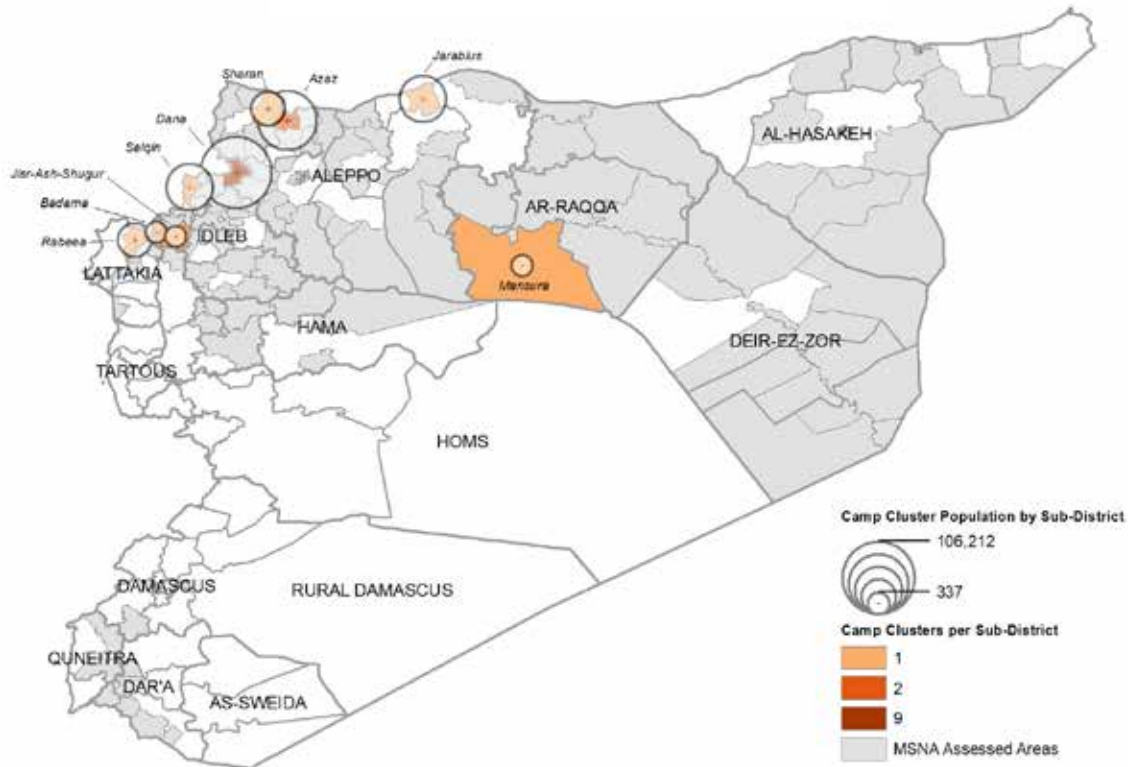 Jarablus
Sharan
Azaz
Dana
AL-HASAKEH
Salqin
ALEPPO
Jisr-Ash-Shugur
AR-RAQQA
Badama
IDLEB
Rabeea
LATTAKIA
Mansura
HAMA
DEIR-EZ-ZOR
TARTOUS
HOMS
Camp Cluster Population by Sub-District
106,212
337
DAMASCUS
RURAL DAMASCUS
Camp Clusters per Sub-District
1
QUNEITRA
DAR'A
2
AS-SWEIDA
9
MSNA Assessed Areas